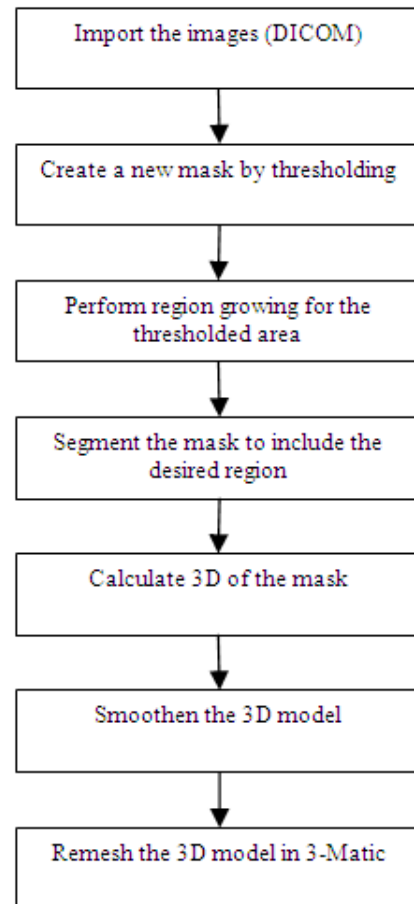 Import the images (DICOM)
Create a new mask by thresholding
Perform region growing for the
thresholded area
Segment the mask to include the
desired region
Calculate 3D of the mask
Smoothen the 3D model
Remesh the 3D model in 3-Matic